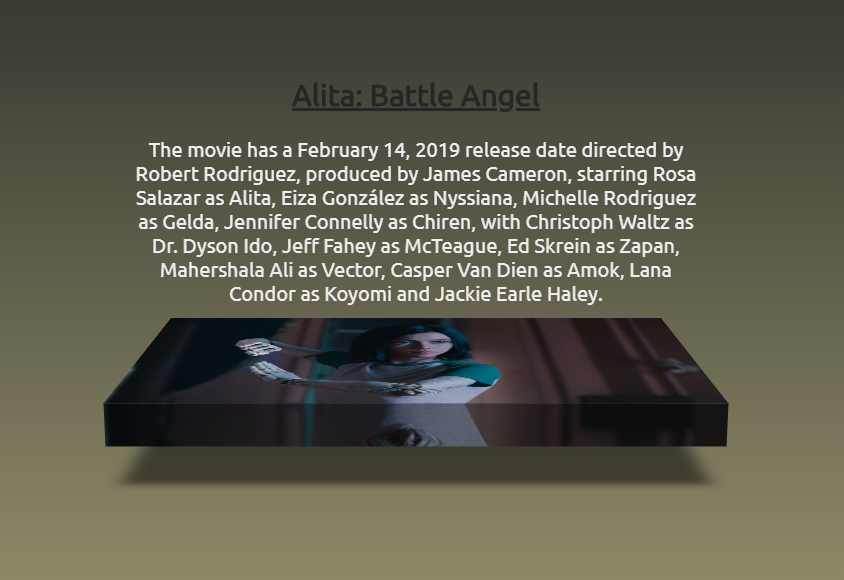 Alita: Battle Angel
The movie has a February 14, 2019 release date directed by
Robert Rodriguez, produced by James Cameron, starring Rosa
Salazar as Alita, Eiza González as Nyssiana, Michelle Rodriguez
as Gelda, Jennifer Connelly as Chiren, with Christoph Waltz as
Dr. Dyson Ido, Jeff Fahey as McTeague, Ed Skrein as Zapan,
Mahershala Ali as Vector, Casper Van Dien as Amok, Lana
Condor as Koyomi and Jackie Earle Haley.